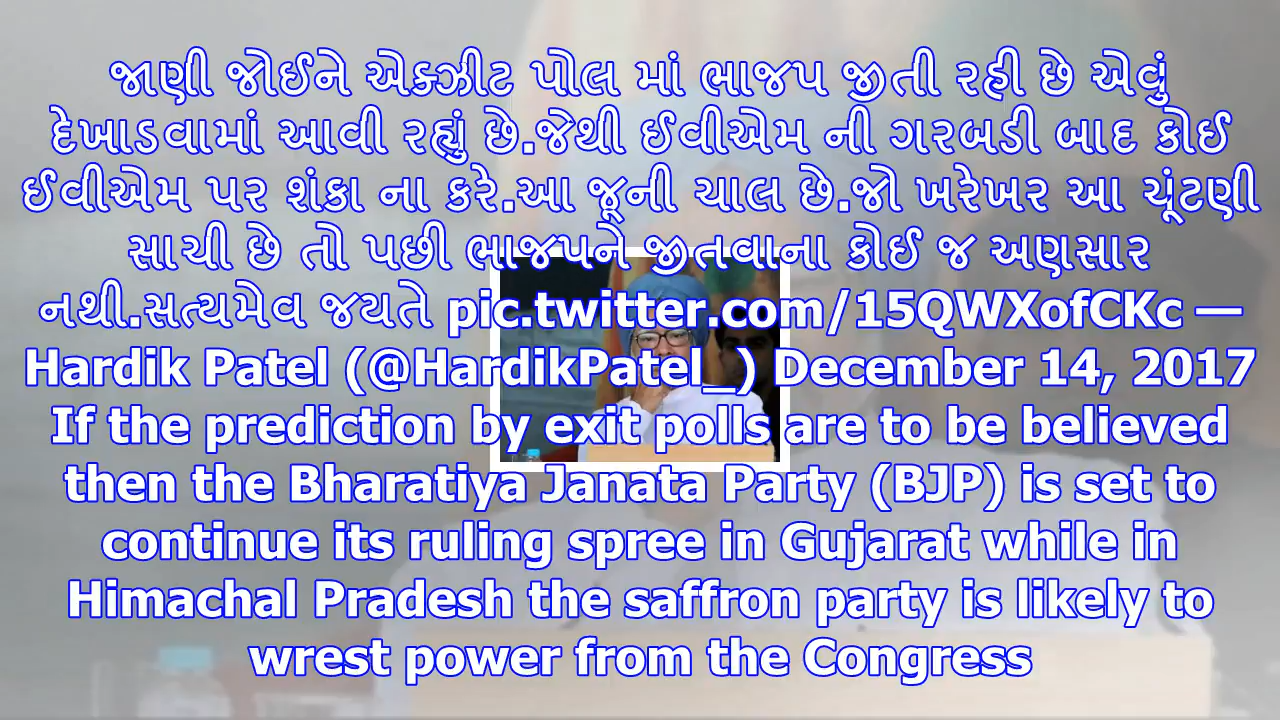 જાણી જોઈને એક્ઝીટ પોલ માં ભાજપ જીતી રહી છે એવું
દેખાડવામાં આવી રહ્યું છે.જેથી ઈવીએમ ની ગરબડી બાદ કોઈ
ઈવીએમ પર શંકા ના કરે.આ જૂની ચાલ છે.જો ખરેખર આ ચૂંટણી
સાચી છે તો પછી ભાજપને જીતવાના કોઈ જ અણસાર
નથી.સત્યમેવ જયતે pic.twitter.com/15QWXofCKc —
Hardik Patel (@HardikPatel_) December 14, 2017
If the prediction by exit polls are to be believed
then the Bharatiya Janata Party (BJP) is set to
continue its ruling spree in Gujarat while in
Himachal Pradesh the saffron party is likely to
wrest power from the Congress